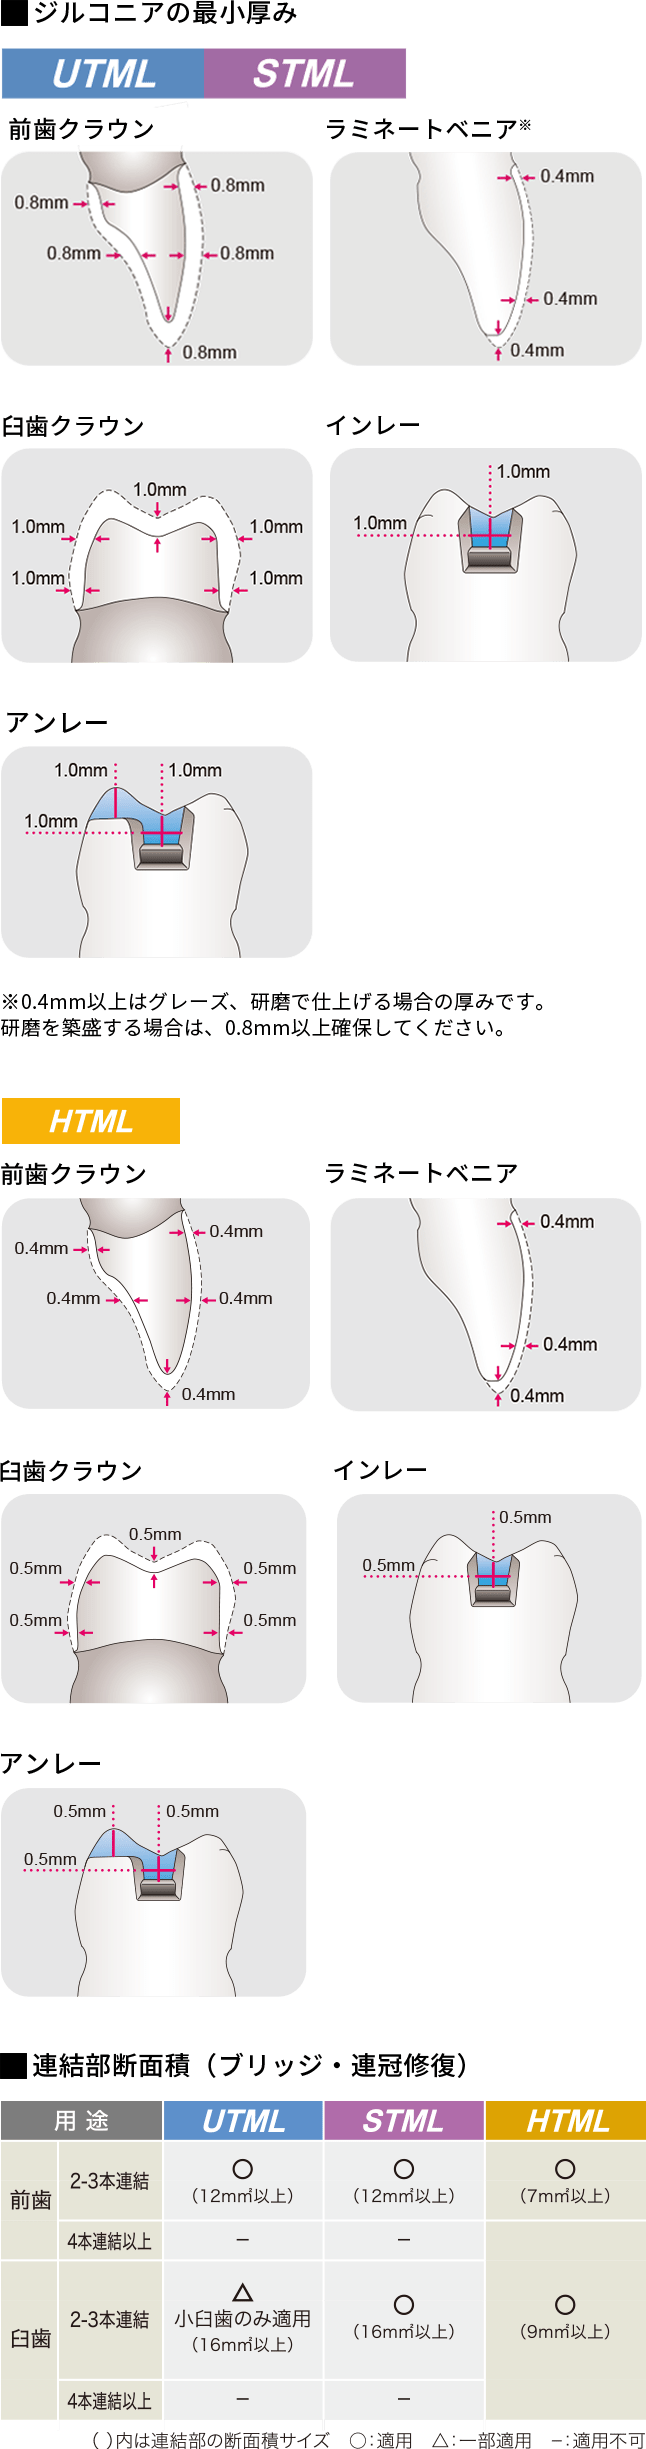 ■ジルコニアの最小厚み
UTML STML
前歯クラウン ラミネートベニア※
0.8mm 0.8mm
0.8mm 0.8mm
0.8mm
0.4mm
0.4mm
0.4mm
臼歯クラウン インレー
1.0mm
1.0mm 1.0mm
1.0mm 1.0mm
1.0mm
1.0mm
アンレー
1.0mm 1.0mm
1.0mm
※0.4mm以上はグレーズ、研磨で仕上げる場合の厚みです。
研磨を築盛する場合は、0.8mm以上確保してください。
HTML
前歯クラウン ラミネートベニア
0.4mm 0.4mm
0.4mm 0.4mm
0.4mm
0.4mm
0.4mm
0.4mm
臼歯クラウン インレー
0.5mm
0.5mm 0.5mm
0.5mm 0.5mm
0.5mm
0.5mm
アンレー
0.5mm 0.5mm
0.5mm
■連結部断面積（ブリッジ・連冠修復）
用途 UTML STML HTML
前歯 2-3本連結 ○ ○ ○
（12m㎡以上） （12m㎡以上） （7m㎡以上）
4本連結以上 − −
臼歯 2-3本連結 △ ○ ○
小臼歯のみ適用 （16m㎡以上） （9m㎡以上）
（16m㎡以上）
4本連結以上 − −
（ ）内は連結部の断面積サイズ ○：適用 △：一部適用 −：適用不可